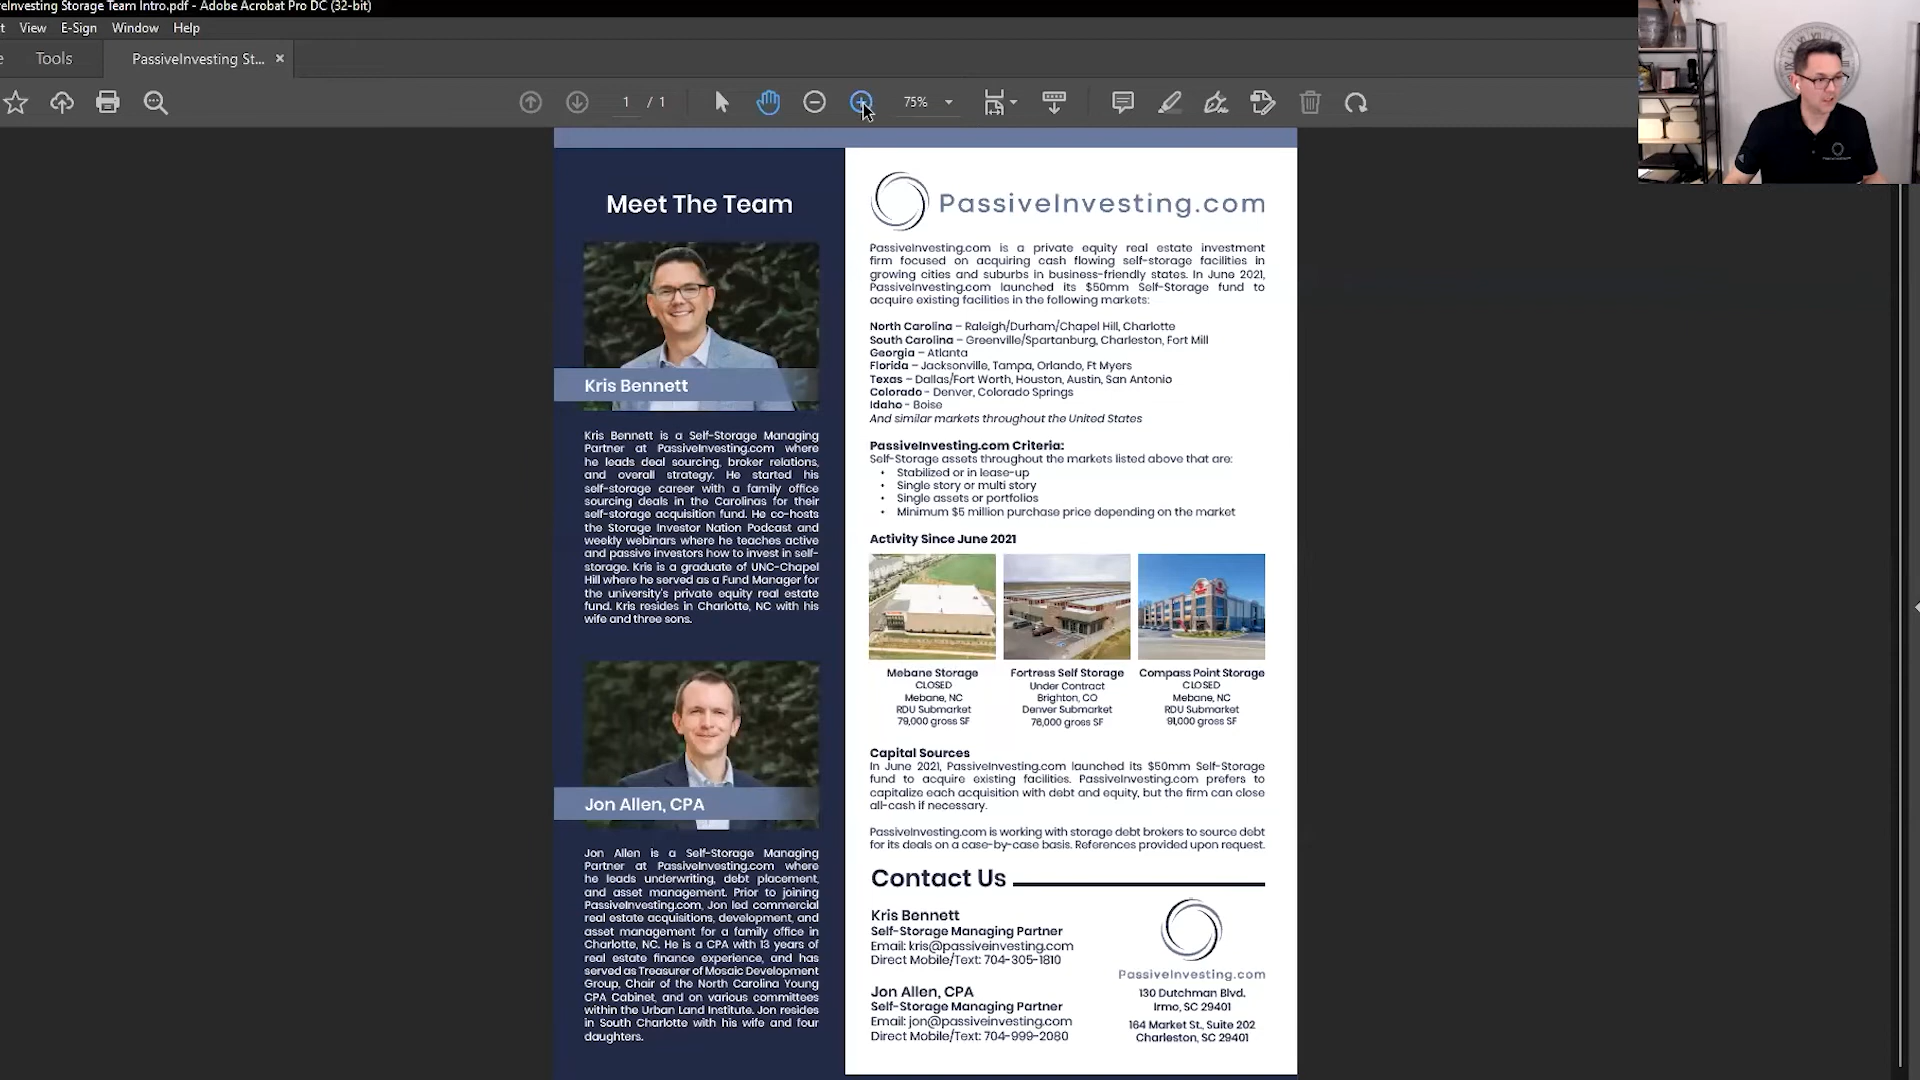 eInvesting Storage Team Intro.pdf - Adobe Acrobat Pro DC (32-bit)
t View E-Sign Window Help
e Tools PassiveInvesting St... ×
1 / 1 75%
Meet The Team
Kris Bennett
Kris Bennett is a Self-Storage Managing
Partner at PassiveInvesting.com where
he leads deal sourcing, broker relations,
and overall strategy. He started his
self-storage career with a family office
sourcing deals in the Carolinas for their
self-storage acquisition fund. He co-hosts
the Storage Investor Nation Podcast and
weekly webinars where he teaches active
and passive investors how to invest in self-
storage. Kris is a graduate of UNC-Chapel
Hill where he served as a Fund Manager for
the university's private equity real estate
fund. Kris resides in Charlotte, NC with his
wife and three sons.
Jon Allen, CPA
Jon Allen is a Self-Storage Managing
Partner at PassiveInvesting.com where
he leads underwriting, debt placement,
and asset management. Prior to joining
PassiveInvesting.com, Jon led commercial
real estate acquisitions, development, and
asset management for a family office in
Charlotte, NC. He is a CPA with 13 years of
real estate finance experience, and has
served as Treasurer of Mosaic Development
Group, Chair of the North Carolina Young
CPA Cabinet, and on various committees
within the Urban Land Institute. Jon resides
in South Charlotte with his wife and four
daughters.
PassiveInvesting.com
PassiveInvesting.com is a private equity real estate investment
firm focused on acquiring cash flowing self-storage facilities in
growing cities and suburbs in business-friendly states. In June 2021,
PassiveInvesting.com launched its $50mm Self-Storage fund to
acquire existing facilities in the following markets:
North Carolina – Raleigh/Durham/Chapel Hill, Charlotte
South Carolina – Greenville/Spartanburg, Charleston, Fort Mill
Georgia – Atlanta
Florida – Jacksonville, Tampa, Orlando, Ft Myers
Texas – Dallas/Fort Worth, Houston, Austin, San Antonio
Colorado - Denver, Colorado Springs
Idaho - Boise
And similar markets throughout the United States
PassiveInvesting.com Criteria:
Self-Storage assets throughout the markets listed above that are:
• Stabilized or in lease-up
• Single story or multi story
• Single assets or portfolios
• Minimum $5 million purchase price depending on the market
Activity Since June 2021
Mebane Storage
CLOSED
Mebane, NC
RDU Submarket
79,000 gross SF
Fortress Self Storage
Under Contract
Brighton, CO
Denver Submarket
76,000 gross SF
Compass Point Storage
CLOSED
Mebane, NC
RDU Submarket
91,000 gross SF
Capital Sources
In June 2021, PassiveInvesting.com launched its $50mm Self-Storage
fund to acquire existing facilities. PassiveInvesting.com prefers to
capitalize each acquisition with debt and equity, but the firm can close
all-cash if necessary.
PassiveInvesting.com is working with storage debt brokers to source debt
for its deals on a case-by-case basis. References provided upon request.
Contact Us
Kris Bennett
Self-Storage Managing Partner
Email: kris@passiveinvesting.com
Direct Mobile/Text: 704-305-1810
Jon Allen, CPA
Self-Storage Managing Partner
Email: jon@passiveinvesting.com
Direct Mobile/Text: 704-999-2080
PassiveInvesting.com
130 Dutchman Blvd.
Irmo, SC 29401
164 Market St., Suite 202
Charleston, SC 29401